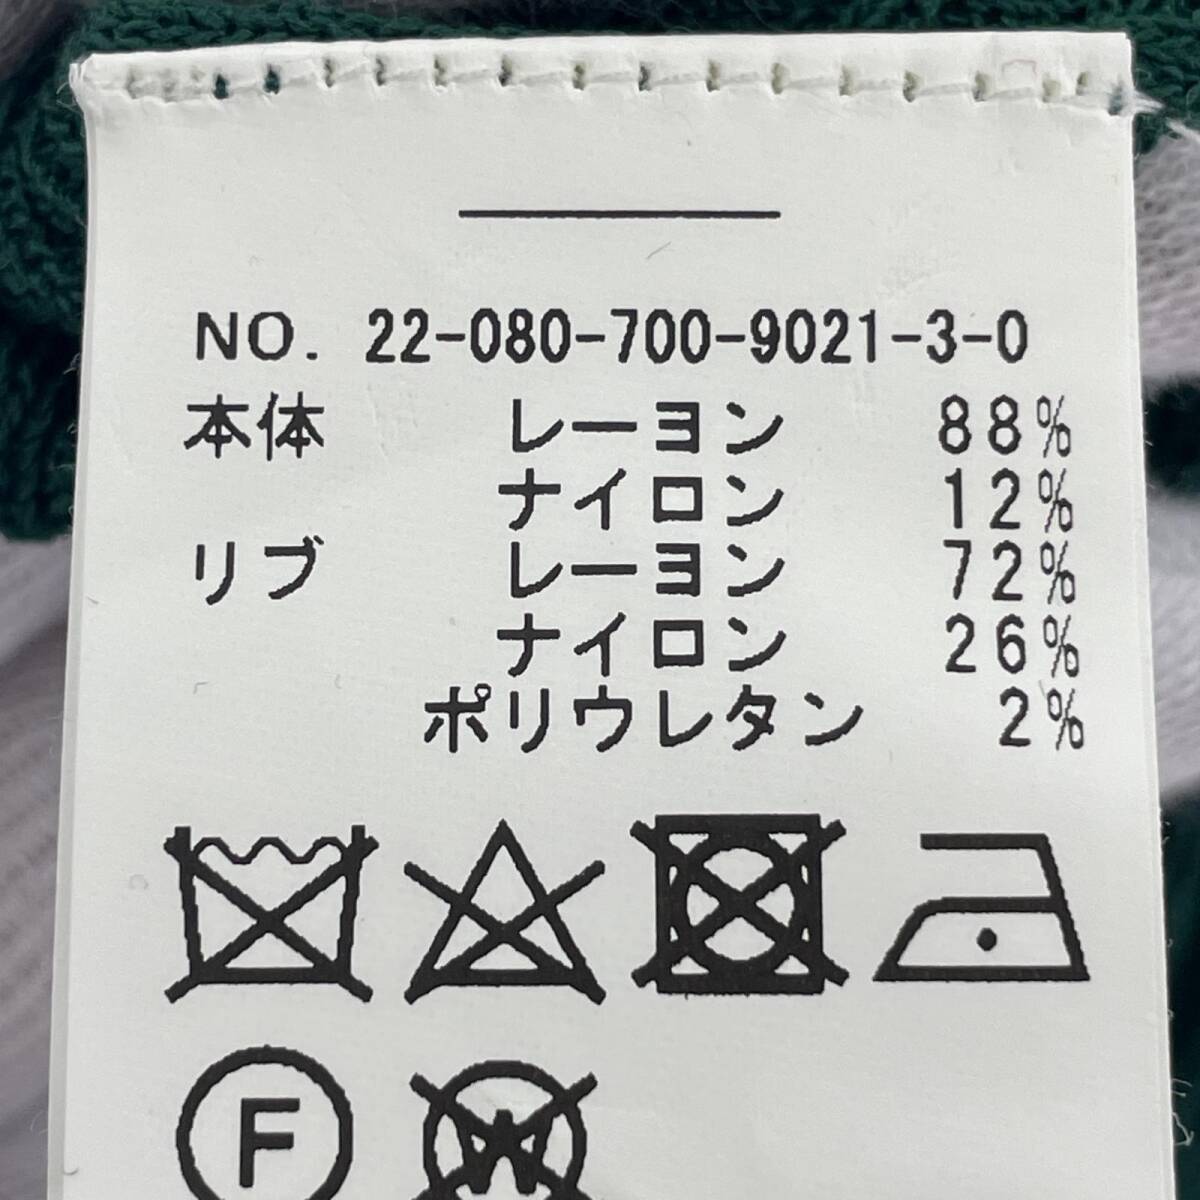 NO. 22-080-700-9021-3-0
本体 レーヨン 88%
ナイロン 12%
リブ レーヨン 72%
ナイロン 26%
ポリウレタン 2%
F
W